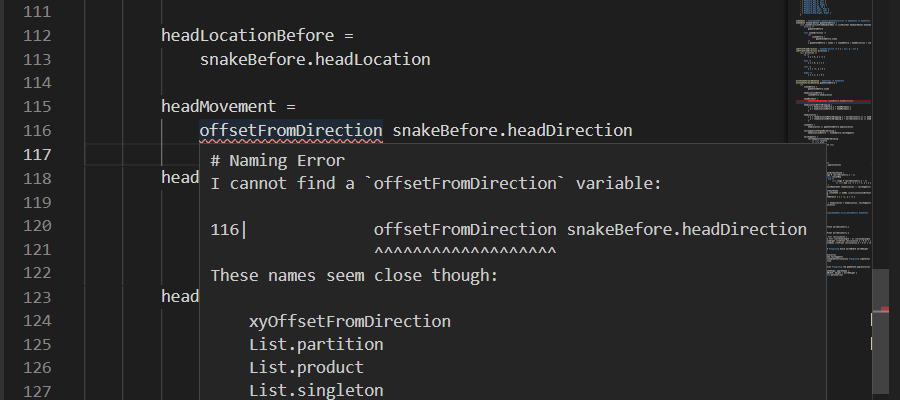 111
112 headLocationBefore =
113 snakeBefore.headLocation
114
115 headMovement =
116 offsetFromDirection snakeBefore.headDirection
117 # Naming Error
118 head I cannot find a `offsetFromDirection` variable:
119
120 116| offsetFromDirection snakeBefore.headDirection
121 ^^^^^^^^^^^^^^^^^^^
122 These names seem close though:
123 head
124 xyOffsetFromDirection
125 List.partition
126 List.product
127 List.singleton